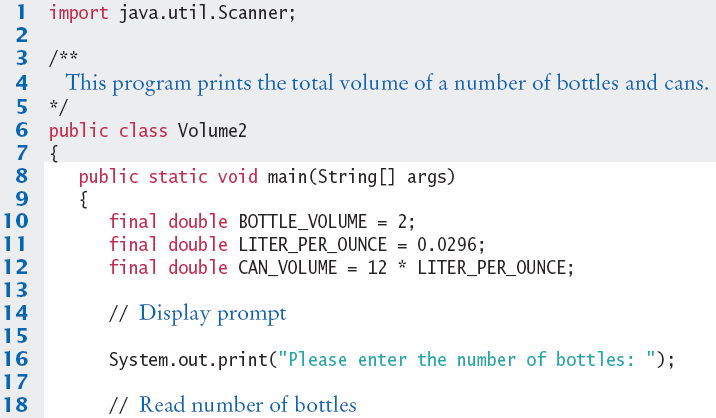 1 import java.util.Scanner;
2
3 /**
4 This program prints the total volume of a number of bottles and cans.
5 */
6 public class Volume2
7 {
8 public static void main(String[] args)
9 {
10 final double BOTTLE_VOLUME = 2;
11 final double LITER_PER_OUNCE = 0.0296;
12 final double CAN_VOLUME = 12 * LITER_PER_OUNCE;
13
14 // Display prompt
15
16 System.out.print("Please enter the number of bottles: ");
17
18 // Read number of bottles